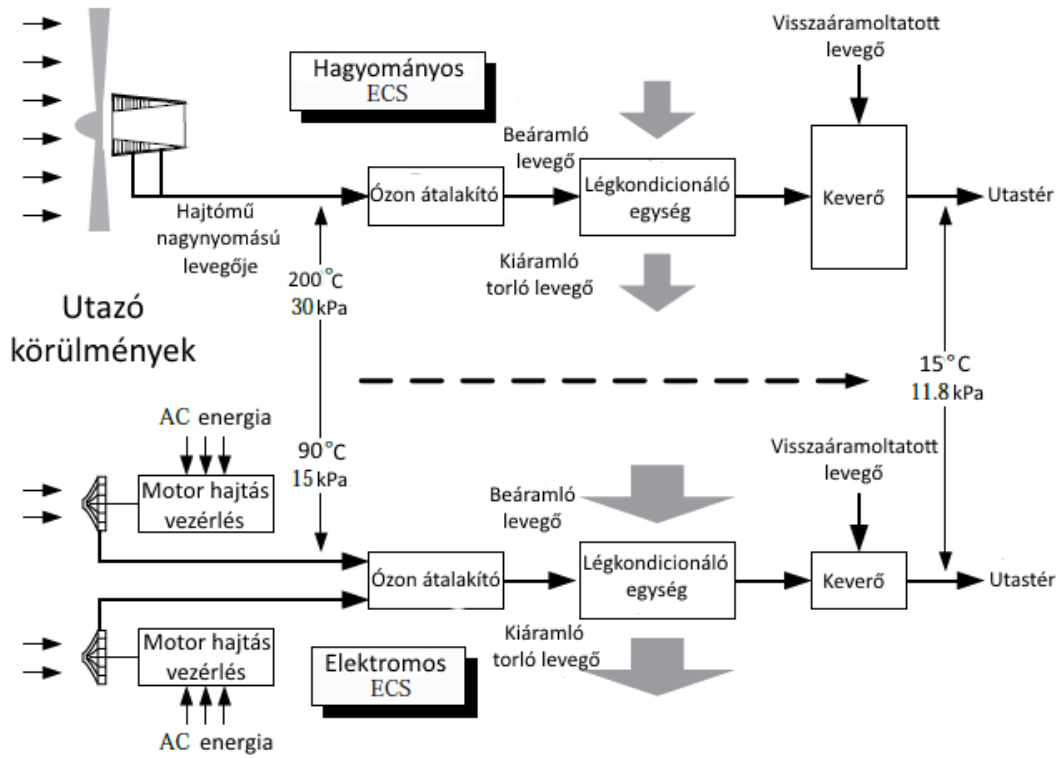 Visszaáramoltatott
levegő
Hagyományos
ECS
Beáramló
levegő
Ózon átalakító
Légkondicionáló
egység
Keverő
Utastér
Hajtómű
nagynyomású
levegője
Kiáramló
torló levegő
200°C
30 kPa
Utazó
körülmények
15°C
11.8 kPa
AC energia
90°C
15 kPa
Visszaáramoltatott
levegő
Motor hajtás
vezérlés
Beáramló
levegő
Ózon átalakító
Légkondicionáló
egység
Keverő
Utastér
Motor hajtás
vezérlés
Kiáramló
torló levegő
Elektromos
ECS
AC energia